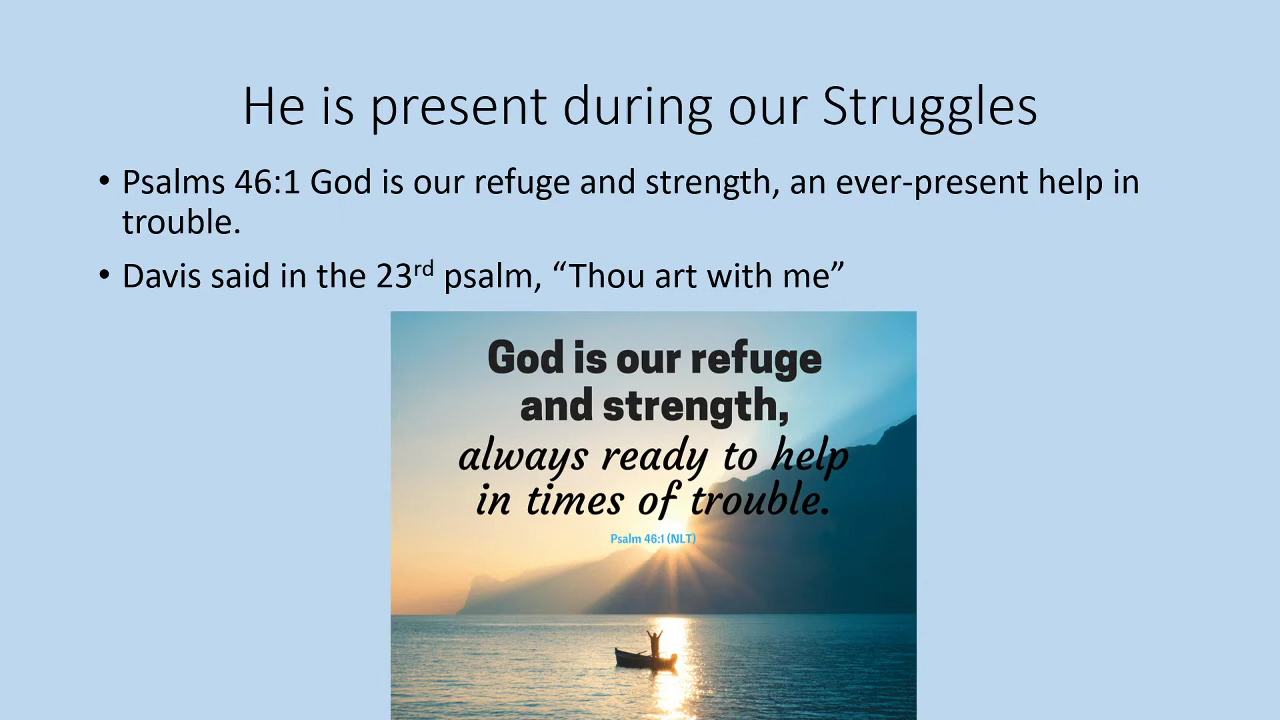 He is present during our Struggles
• Psalms 46:1 God is our refuge and strength, an ever-present help in
trouble.
• Davis said in the 23rd psalm, “Thou art with me”
God is our refuge
and strength,
always ready to help
in times of trouble.
Psalm 46:1 (NLT)